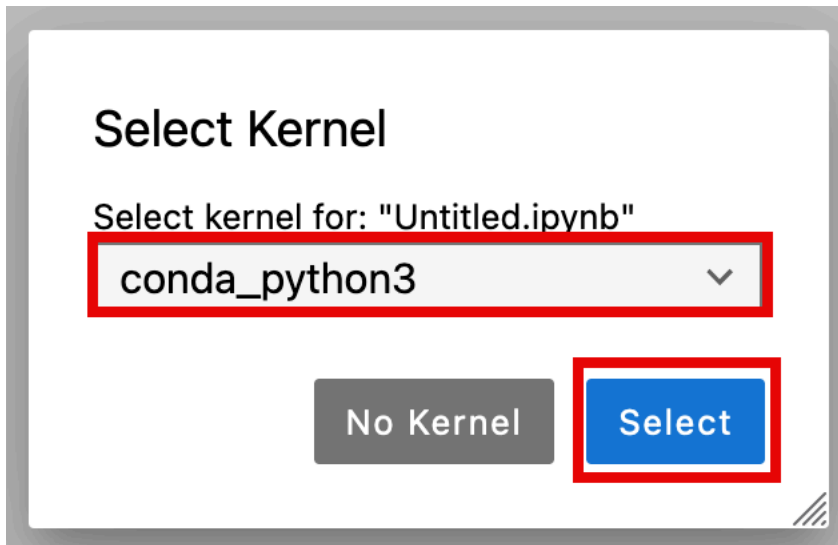 Select Kernel
Select kernel for: "Untitled.ipynb"
conda_python3
No Kernel
Select